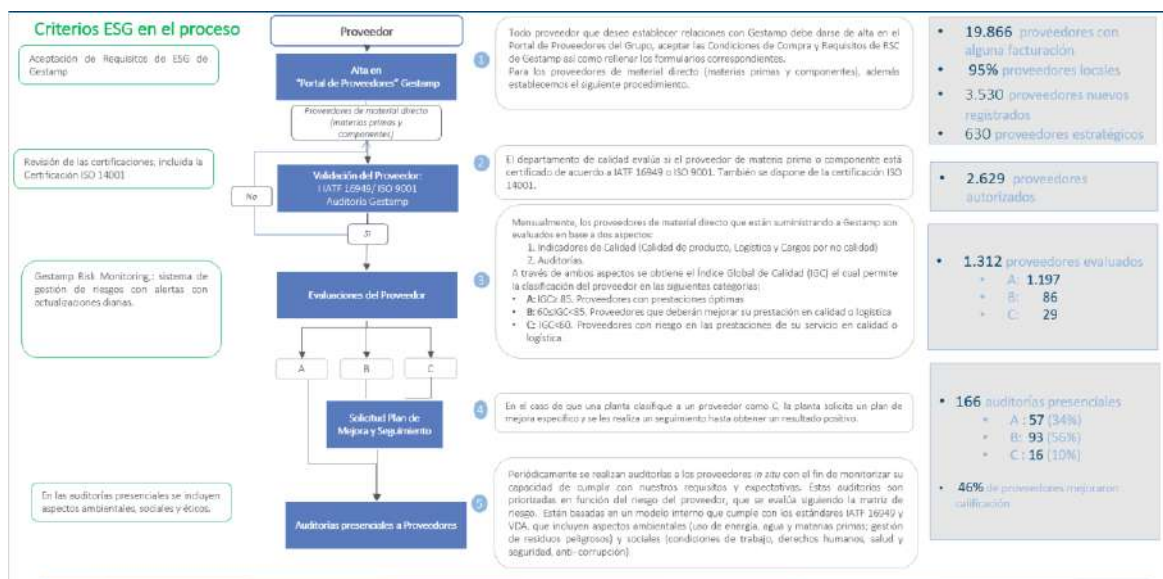 Criterios ESG en el proceso
Proveedor
Aceptación de Requisitos de ESG de
Gestamp
Alta en
"Portal de Proveedores" Gestamp
1
Todo proveedor que desee establecer relaciones con Gestamp debe darse de alta en el
Portal de Proveedores del Grupo, aceptar las Condiciones de Compra y Requisitos de RSC
de Gestamp así como rellenar los formularios correspondientes.
Para los proveedores de material directo (materias primas y componentes), además
establecemos el siguiente procedimiento.
• 19.866 proveedores con
alguna facturación
• 95% proveedores locales
• 3.530 proveedores nuevos
registrados
• 630 proveedores estratégicos
Proveedores de material directo
(materias primas y
componentes)
Revisión de las certificaciones, incluida la
Certificación ISO 14001
No
Validación del Proveedor:
IATF 16949/ ISO 9001
Auditoría Gestamp
SI
2
El departamento de calidad evalúa si el proveedor de materia prima o componente está
certificado de acuerdo a IATF 16949 o ISO 9001. También se dispone de la certificación ISO
14001.
• 2.629 proveedores
autorizados
Gestamp Risk Monitoring,: sistema de
gestión de riesgos con alertas con
actualizaciones diarias.
Evaluaciones del Proveedor
3
Mensualmente, los proveedores de material directo que están suministrando a Gestamp son
evaluados en base a dos aspectos:
1. Indicadores de Calidad (Calidad de producto, Logística y Cargos por no calidad)
2. Auditorías.
A través de ambos aspectos se obtiene el Índice Global de Calidad (IGC) el cual permite
la clasificación del proveedor en las siguientes categorías:
• A: IGC≥ 85. Proveedores con prestaciones óptimas
• B: 60≤IGC<85. Proveedores que deberán mejorar su prestación en calidad o logística
• C: IGC<60. Proveedores con riesgo en las prestaciones de su servicio en calidad o
logística
• 1.312 proveedores evaluados
• A: 1.197
• B: 86
• C: 29
A
B
C
Solicitud Plan de
Mejora y Seguimiento
4
En el caso de que una planta clasifique a un proveedor como C, la planta solicita un plan de
mejora específico y se les realiza un seguimiento hasta obtener un resultado positivo.
• 166 auditorías presenciales
• A : 57 (34%)
• B: 93 (56%)
• C : 16 (10%)
• 46% de proveedores mejoraron
calificación
En las auditorías presenciales se incluyen
aspectos ambientales, sociales y éticos.
Auditorías presenciales a Proveedores
5
Periódicamente se realizan auditorías a los proveedores in situ con el fin de monitorizar su
capacidad de cumplir con nuestros requisitos y expectativas. Estas auditorías son
priorizadas en función del riesgo del proveedor, que se evalúa siguiendo la matriz de
riesgo. Están basadas en un modelo interno que cumple con los estándares IATF 16949 y
VDA, que incluyen aspectos ambientales (uso de energía, agua y materias primas; gestión
de residuos peligrosos) y sociales (condiciones de trabajo, derechos humanos, salud y
seguridad, anti- corrupción)